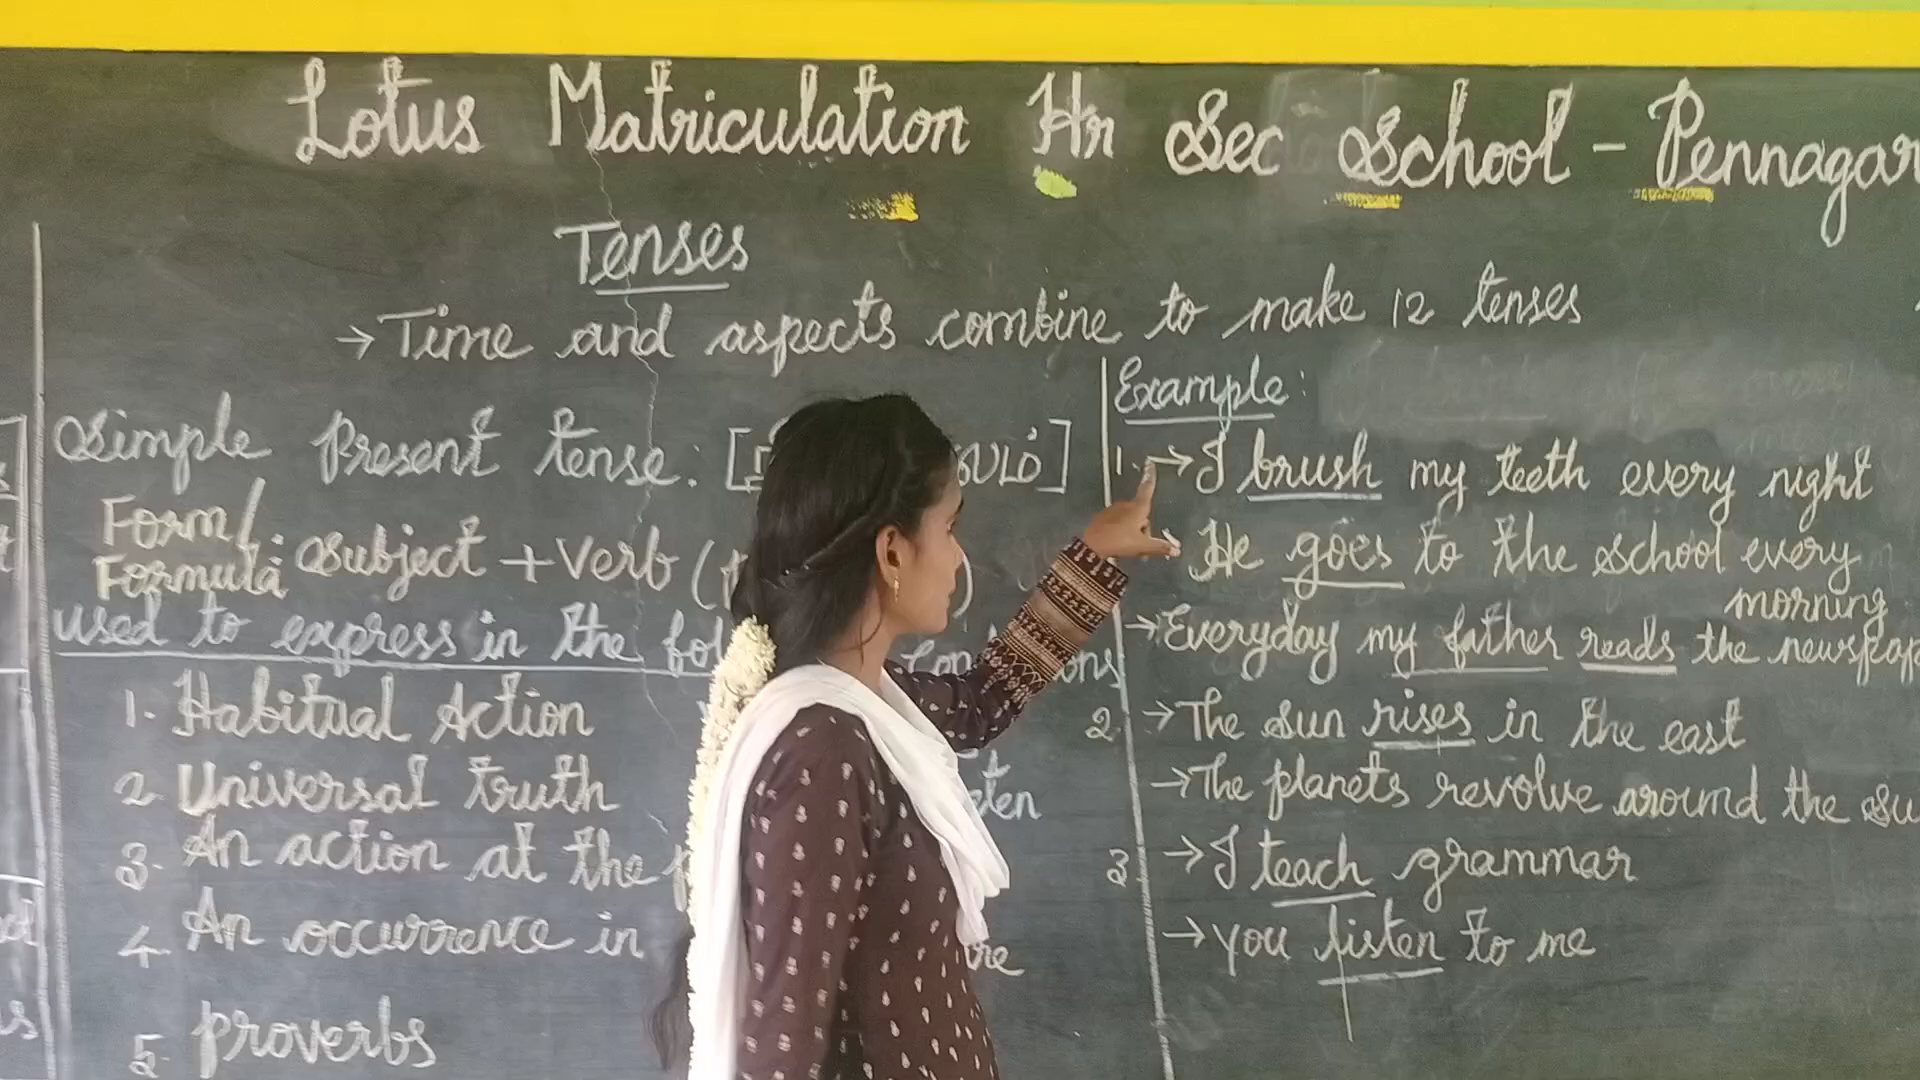 Lotus Matriculation Hr Sec School - Pennagar
Tenses
→ Time and aspects combine to make 12 tenses
Simple Present tense: [
Form/
Formula: Subject + Verb (
used to express in the
1. Habitual Action
2. Universal truth
3. An action at the
4. An occurrence in
5. proverbs
Example:
1. → I brush my teeth every night
He goes to the school every
morning
→ Everyday my father reads the newspap
2 → The sun rises in the east
→ The planets revolve around the su
3 → I teach grammar
→ you listen to me